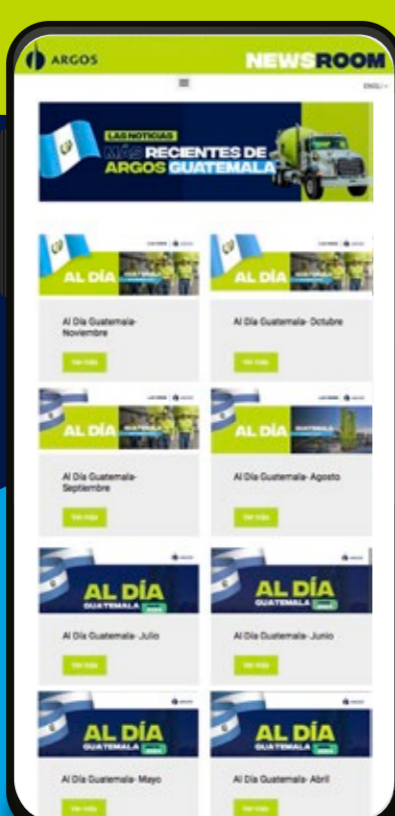 ARGOS
NEWSROOM
LAS NOTICIAS
MÁS RECIENTES DE
ARGOS GUATEMALA
AL DÍA
GUATEMALA
AL DÍA
GUATEMALA
Al Día Guatemala-
Noviembre
Al Día Guatemala- Octubre
Ver más
Ver más
AL DÍA
GUATEMALA
AL DÍA
GUATEMALA
Al Día Guatemala-
Septiembre
Al Día Guatemala- Agosto
Ver más
Ver más
AL DÍA
GUATEMALA
AL DÍA
GUATEMALA
Al Día Guatemala- Julio
Al Día Guatemala- Junio
Ver más
Ver más
AL DÍA
GUATEMALA
AL DÍA
GUATEMALA
Al Día Guatemala- Mayo
Al Día Guatemala- Abril
Ver más
Ver más